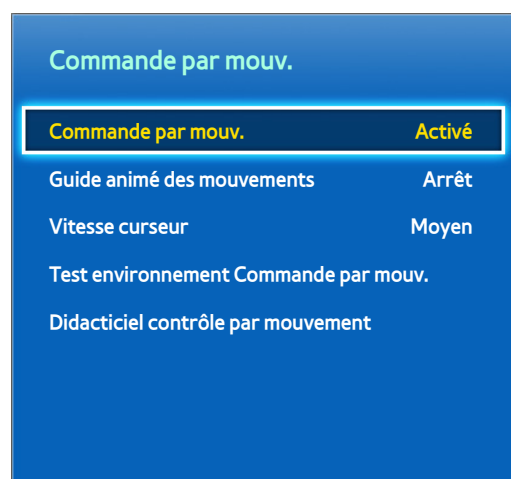 Commande par mouv.
Commande par mouv. Activé
Guide animé des mouvements Arrêt
Vitesse curseur Moyen
Test environnement Commande par mouv.
Didacticiel contrôle par mouvement